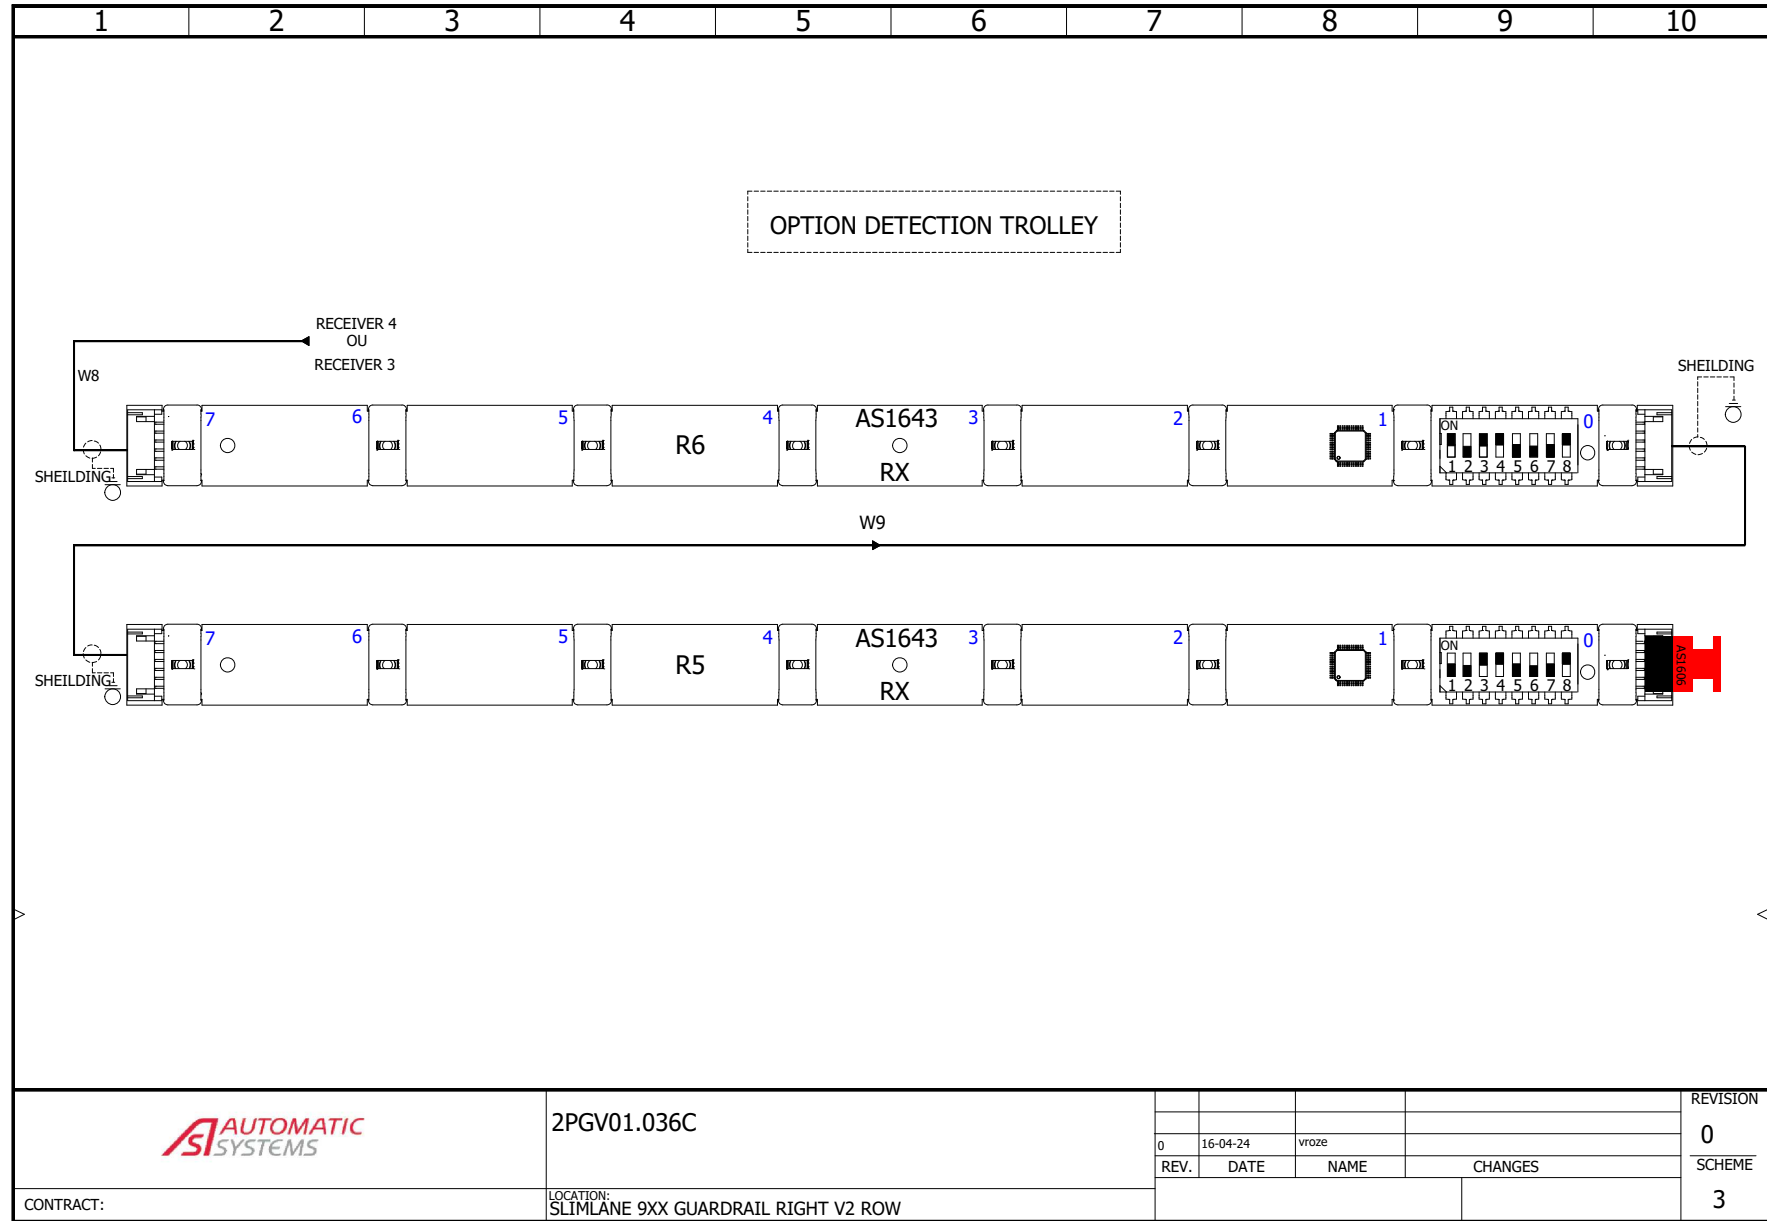 1 2 3 4 5 6 7 8 9 10
OPTION DETECTION TROLLEY
RECEIVER 4
OU
RECEIVER 3
W8
SHEILDING
7 6 5 4 AS1643 3 2 1 0
ON
R6
RX
1 2 3 4 5 6 7 8
SHEILDING
W9
7 6 5 4 AS1643 3 2 1 0
ON
R5
RX
1 2 3 4 5 6 7 8
SHEILDING
AS1606
AUTOMATIC
SYSTEMS
2PGV01.036C
0 16-04-24 vroze
REV. DATE NAME CHANGES
REVISION
0
SCHEME
3
CONTRACT:
LOCATION:
SLIMLANE 9XX GUARDRAIL RIGHT V2 ROW